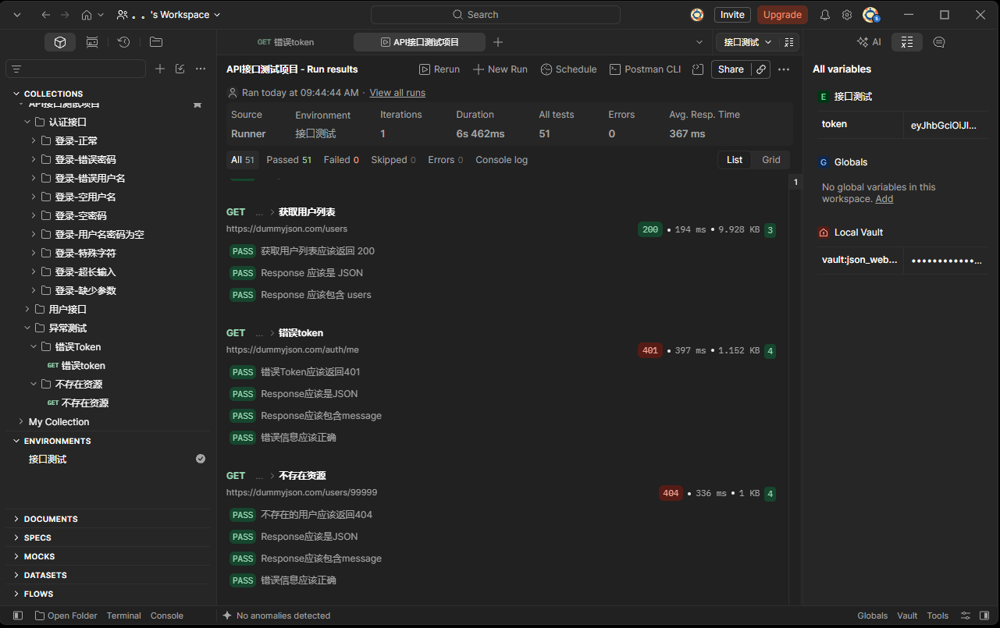 . . 's Workspace
Search
Invite
Upgrade
GET 错误token
API接口测试项目
接口测试
AI
API接口测试项目 - Run results
Rerun
New Run
Schedule
Postman CLI
Share
All variables
COLLECTIONS
API接口测试项目
认证接口
登录-正常
登录-错误密码
登录-错误用户名
登录-空用户名
登录-空密码
登录-用户名密码为空
登录-特殊字符
登录-超长输入
登录-缺少参数
用户接口
异常测试
错误Token
GET 错误token
不存在资源
GET 不存在资源
My Collection
ENVIRONMENTS
接口测试
DOCUMENTS
SPECS
MOCKS
DATASETS
FLOWS
Ran today at 09:44:44 AM · View all runs
Source Environment Iterations Duration All tests Errors Avg. Resp. Time
Runner 接口测试 1 6s 462ms 51 0 367 ms
All 51 Passed 51 Failed 0 Skipped 0 Errors 0 Console log
List Grid
1
GET ... > 获取用户列表
https://dummyjson.com/users
200 • 194 ms • 9.928 KB 3
PASS 获取用户列表应该返回 200
PASS Response 应该是 JSON
PASS Response 应该包含 users
GET ... > 错误token
https://dummyjson.com/auth/me
401 • 397 ms • 1.152 KB 4
PASS 错误Token应该返回401
PASS Response应该是JSON
PASS Response应该包含message
PASS 错误信息应该正确
GET ... > 不存在资源
https://dummyjson.com/users/99999
404 • 336 ms • 1 KB 4
PASS 不存在的用户应该返回404
PASS Response应该是JSON
PASS Response应该包含message
PASS 错误信息应该正确
E 接口测试
token eyJhbGciOiJI...
G Globals
No global variables in this
workspace. Add
Local Vault
vault:json_web... ••••••••••••...
Open Folder Terminal Console
No anomalies detected
Globals Vault Tools